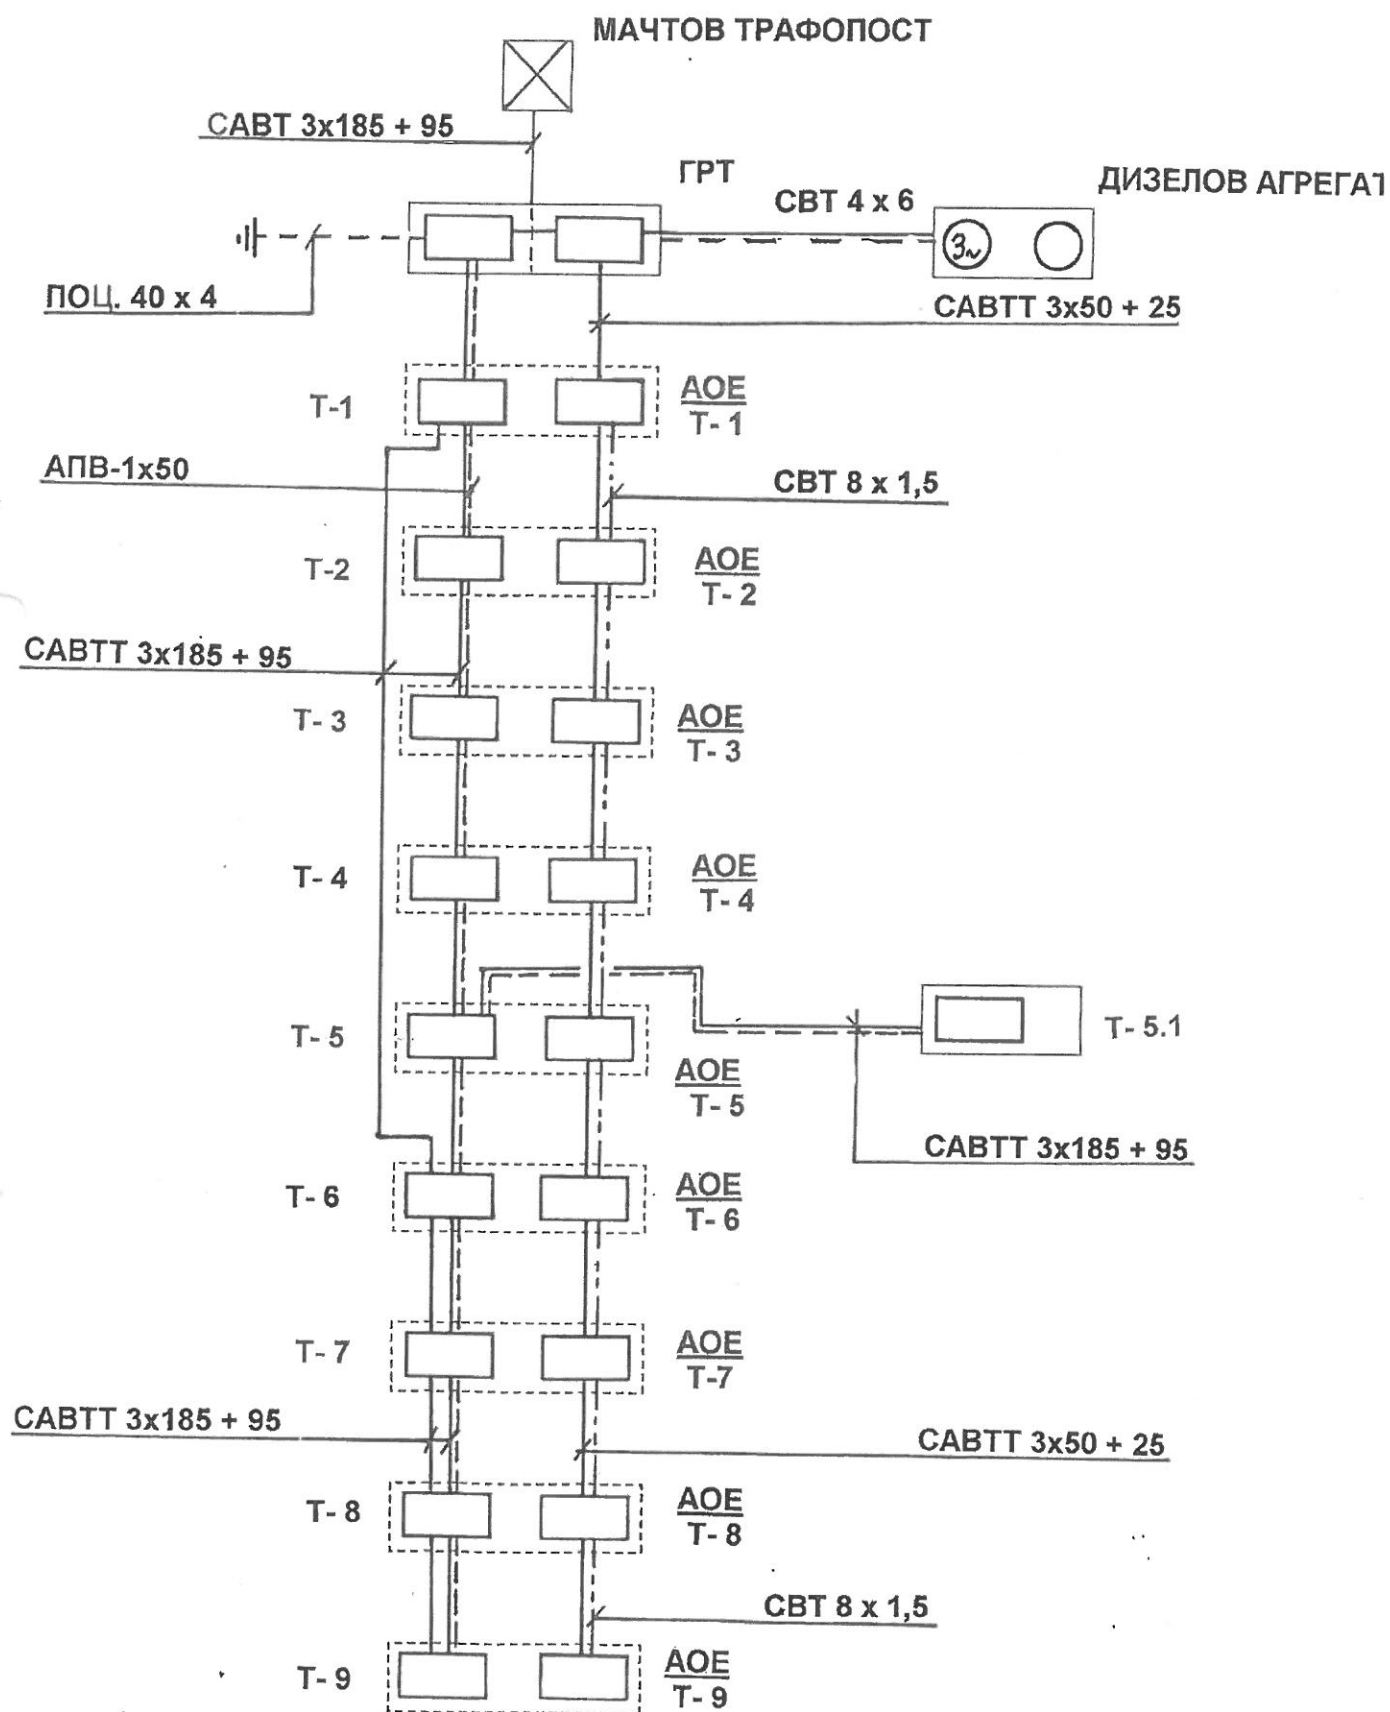 МАЧТОВ ТРАФОПОСТ
САВТ 3x185 + 95
ГРТ
СВТ 4 x 6
ДИЗЕЛОВ АГРЕГАТ
3~
ПОЦ. 40 x 4
САВТТ 3x50 + 25
Т-1
АОЕ
Т- 1
АПВ-1x50
СВТ 8 x 1,5
Т-2
АОЕ
Т- 2
САВТТ 3x185 + 95
Т- 3
АОЕ
Т- 3
Т- 4
АОЕ
Т- 4
Т- 5
Т- 5.1
АОЕ
Т- 5
САВТТ 3x185 + 95
Т- 6
АОЕ
Т- 6
Т- 7
АОЕ
Т-7
САВТТ 3x185 + 95
САВТТ 3x50 + 25
Т- 8
АОЕ
Т- 8
СВТ 8 x 1,5
Т- 9
АОЕ
Т- 9